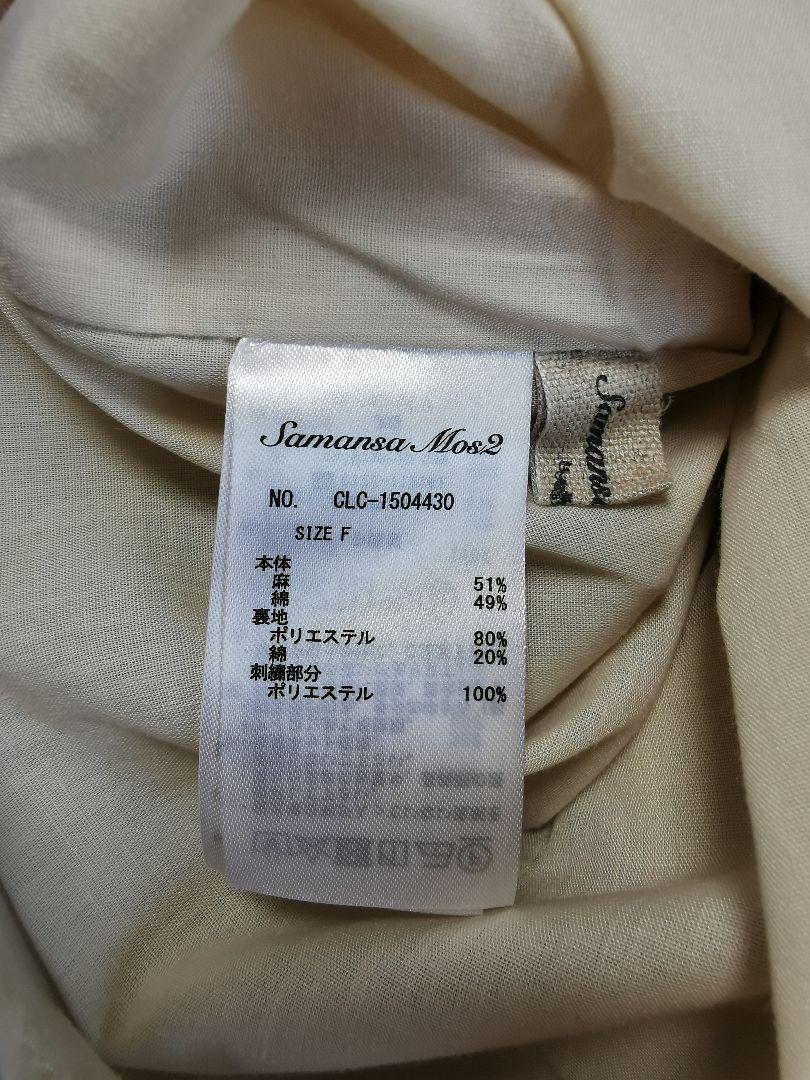 Samansa Mos2
NO. CLC-1504430
SIZE F
本体
麻 51%
綿 49%
裏地
ポリエステル 80%
綿 20%
刺繍部分
ポリエステル 100%
Samansa